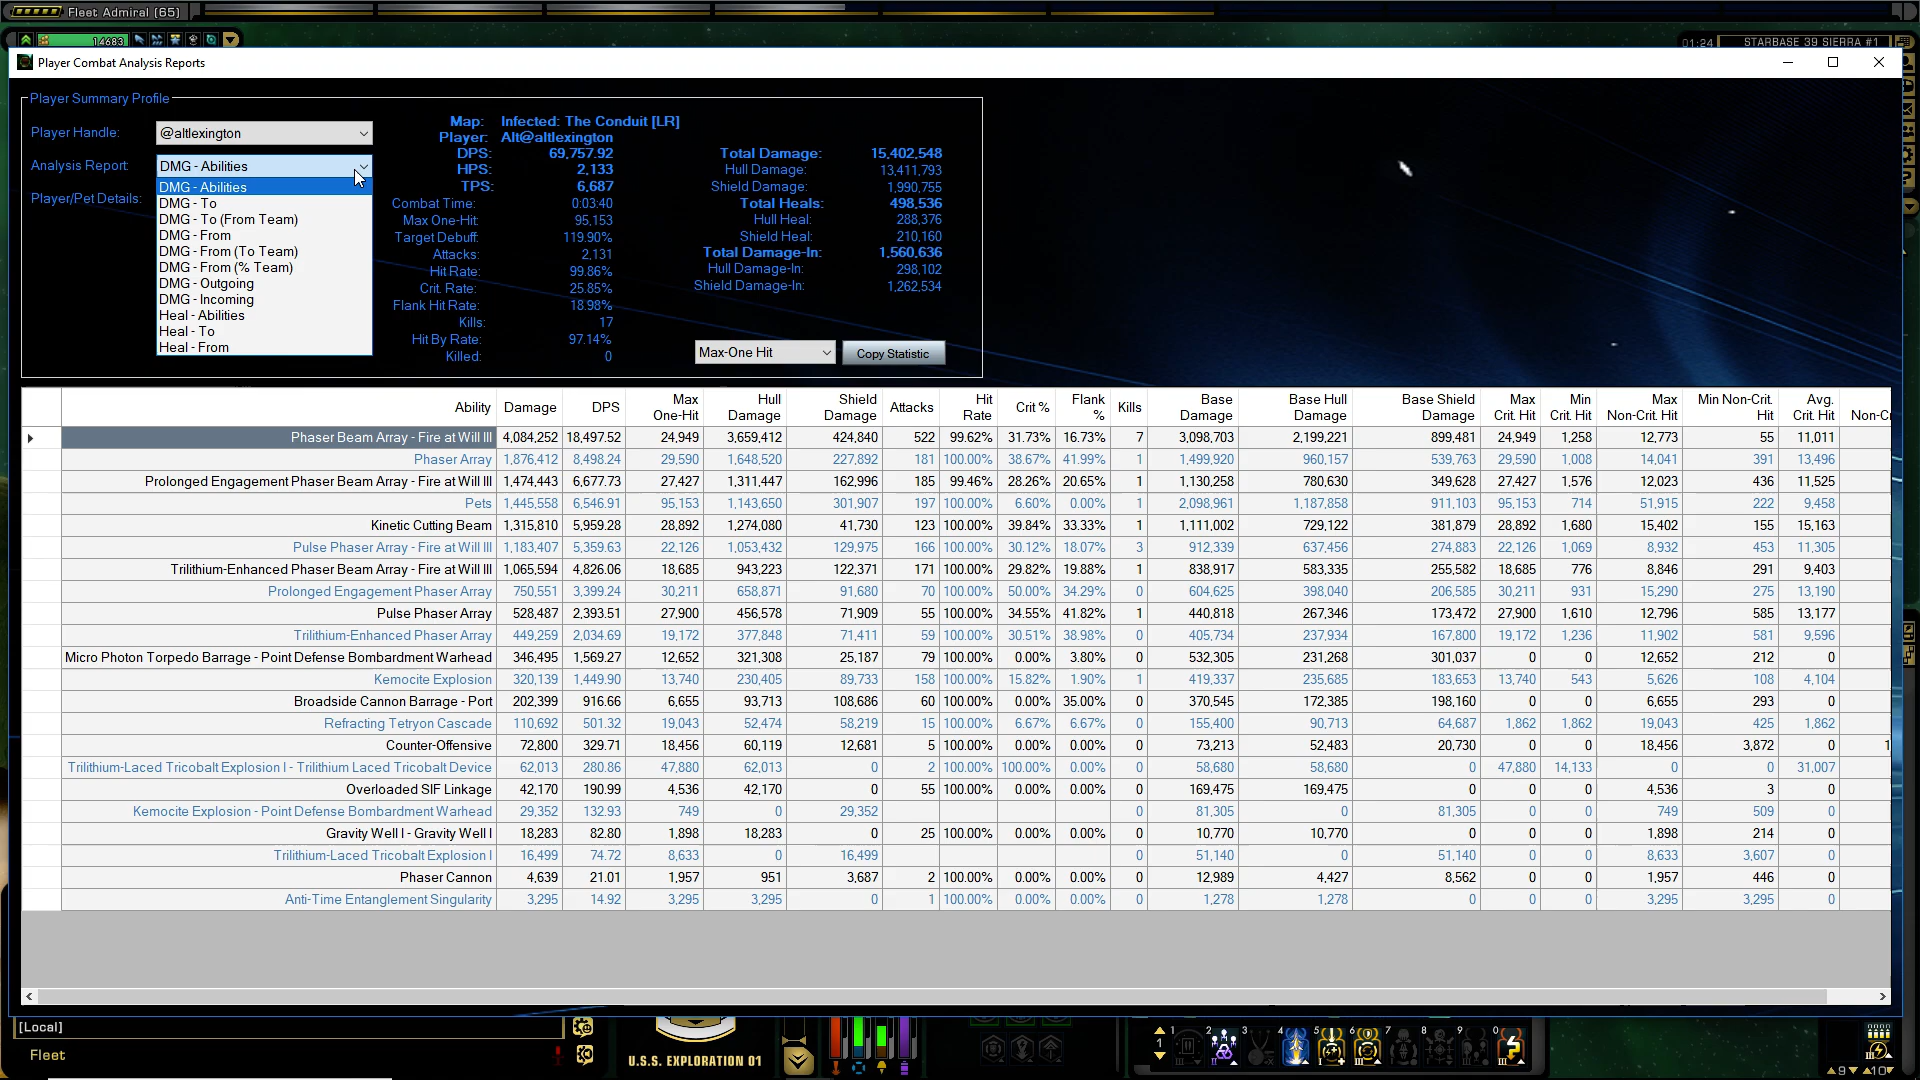 Fleet Admiral [65]
14683
01:24 STARBASE 39 SIERRA #1
Player Combat Analysis Reports
Player Summary Profile
Player Handle: @altlexington
Analysis Report: DMG - Abilities
Player/Pet Details:
DMG - Abilities
DMG - To
DMG - To (From Team)
DMG - From
DMG - From (To Team)
DMG - From (% Team)
DMG - Outgoing
DMG - Incoming
Heal - Abilities
Heal - To
Heal - From
Map: Infected: The Conduit [LR]
Player: Alt@altlexington
DPS: 69,757.92
HPS: 2,133
TPS: 6,687
Combat Time: 0:03:40
Max One-Hit: 95,153
Target Debuff: 119.90%
Attacks: 2,131
Hit Rate: 99.86%
Crit. Rate: 25.85%
Flank Hit Rate: 18.98%
Kills: 17
Hit By Rate: 97.14%
Killed: 0
Total Damage: 15,402,548
Hull Damage: 13,411,793
Shield Damage: 1,990,755
Total Heals: 498,536
Hull Heal: 288,376
Shield Heal: 210,160
Total Damage-In: 1,560,636
Hull Damage-In: 298,102
Shield Damage-In: 1,262,534
Max-One Hit Copy Statistic
Ability Damage DPS Max One-Hit Hull Damage Shield Damage Attacks Hit Rate Crit % Flank % Kills Base Damage Base Hull Damage Base Shield Damage Max Crit. Hit Min Crit. Hit Max Non-Crit. Hit Min Non-Crit. Hit Avg. Crit. Hit Non-Cr
Phaser Beam Array - Fire at Will III 4,084,252 18,497.52 24,949 3,659,412 424,840 522 99.62% 31.73% 16.73% 7 3,098,703 2,199,221 899,481 24,949 1,258 12,773 55 11,011
Phaser Array 1,876,412 8,498.24 29,590 1,648,520 227,892 181 100.00% 38.67% 41.99% 1 1,499,920 960,157 539,763 29,590 1,008 14,041 391 13,496
Prolonged Engagement Phaser Beam Array - Fire at Will III 1,474,443 6,677.73 27,427 1,311,447 162,996 185 99.46% 28.26% 20.65% 1 1,130,258 780,630 349,628 27,427 1,576 12,023 436 11,525
Pets 1,445,558 6,546.91 95,153 1,143,650 301,907 197 100.00% 6.60% 0.00% 1 2,098,961 1,187,858 911,103 95,153 714 51,915 222 9,458
Kinetic Cutting Beam 1,315,810 5,959.28 28,892 1,274,080 41,730 123 100.00% 39.84% 33.33% 1 1,111,002 729,122 381,879 28,892 1,680 15,402 155 15,163
Pulse Phaser Array - Fire at Will III 1,183,407 5,359.63 22,126 1,053,432 129,975 166 100.00% 30.12% 18.07% 3 912,339 637,456 274,883 22,126 1,069 8,932 453 11,305
Trilithium-Enhanced Phaser Beam Array - Fire at Will III 1,065,594 4,826.06 18,685 943,223 122,371 171 100.00% 29.82% 19.88% 1 838,917 583,335 255,582 18,685 776 8,846 291 9,403
Prolonged Engagement Phaser Array 750,551 3,399.24 30,211 658,871 91,680 70 100.00% 50.00% 34.29% 0 604,625 398,040 206,585 30,211 931 15,290 275 13,190
Pulse Phaser Array 528,487 2,393.51 27,900 456,578 71,909 55 100.00% 34.55% 41.82% 1 440,818 267,346 173,472 27,900 1,610 12,796 585 13,177
Trilithium-Enhanced Phaser Array 449,259 2,034.69 19,172 377,848 71,411 59 100.00% 30.51% 38.98% 0 405,734 237,934 167,800 19,172 1,236 11,902 581 9,596
Micro Photon Torpedo Barrage - Point Defense Bombardment Warhead 346,495 1,569.27 12,652 321,308 25,187 79 100.00% 0.00% 3.80% 0 532,305 231,268 301,037 0 0 12,652 212 0
Kemocite Explosion 320,139 1,449.90 13,740 230,405 89,733 158 100.00% 15.82% 1.90% 1 419,337 235,685 183,653 13,740 543 5,626 108 4,104
Broadside Cannon Barrage - Port 202,399 916.66 6,655 93,713 108,686 60 100.00% 0.00% 35.00% 0 370,545 172,385 198,160 0 0 6,655 293 0
Refracting Tetryon Cascade 110,692 501.32 19,043 52,474 58,219 15 100.00% 6.67% 6.67% 0 155,400 90,713 64,687 1,862 1,862 19,043 425 1,862
Counter-Offensive 72,800 329.71 18,456 60,119 12,681 5 100.00% 0.00% 0.00% 0 73,213 52,483 20,730 0 0 18,456 3,872 0 1
Trilithium-Laced Tricobalt Explosion I - Trilithium Laced Tricobalt Device 62,013 280.86 47,880 62,013 0 2 100.00% 100.00% 0.00% 0 58,680 58,680 0 47,880 14,133 0 0 31,007
Overloaded SIF Linkage 42,170 190.99 4,536 42,170 0 55 100.00% 0.00% 0.00% 0 169,475 169,475 0 0 0 4,536 3 0
Kemocite Explosion - Point Defense Bombardment Warhead 29,352 132.93 749 0 29,352 0 81,305 0 81,305 0 0 749 509 0
Gravity Well I - Gravity Well I 18,283 82.80 1,898 18,283 0 25 100.00% 0.00% 0.00% 0 10,770 10,770 0 0 0 1,898 214 0
Trilithium-Laced Tricobalt Explosion I 16,499 74.72 8,633 0 16,499 0 51,140 0 51,140 0 0 8,633 3,607 0
Phaser Cannon 4,639 21.01 1,957 951 3,687 2 100.00% 0.00% 0.00% 0 12,989 4,427 8,562 0 0 1,957 446 0
Anti-Time Entanglement Singularity 3,295 14.92 3,295 3,295 0 1 100.00% 0.00% 0.00% 0 1,278 1,278 0 0 0 3,295 3,295 0
[Local]
Fleet
U.S.S. EXPLORATION 01
1 1 2 3 4 5 6 7 8 9 0
9 10